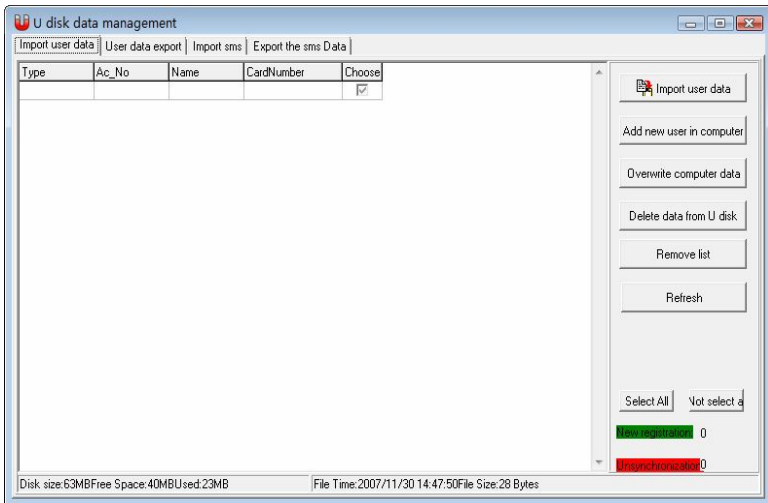 U disk data management
Import user data User data export Import sms Export the sms Data
Type Ac_No Name CardNumber Choose
Import user data
Add new user in computer
Overwrite computer data
Delete data from U disk
Remove list
Refresh
Select All Not select a
New registration: 0
Unsynchronization 0
Disk size:63MBFree Space:40MBUsed:23MB File Time:2007/11/30 14:47:50File Size:28 Bytes